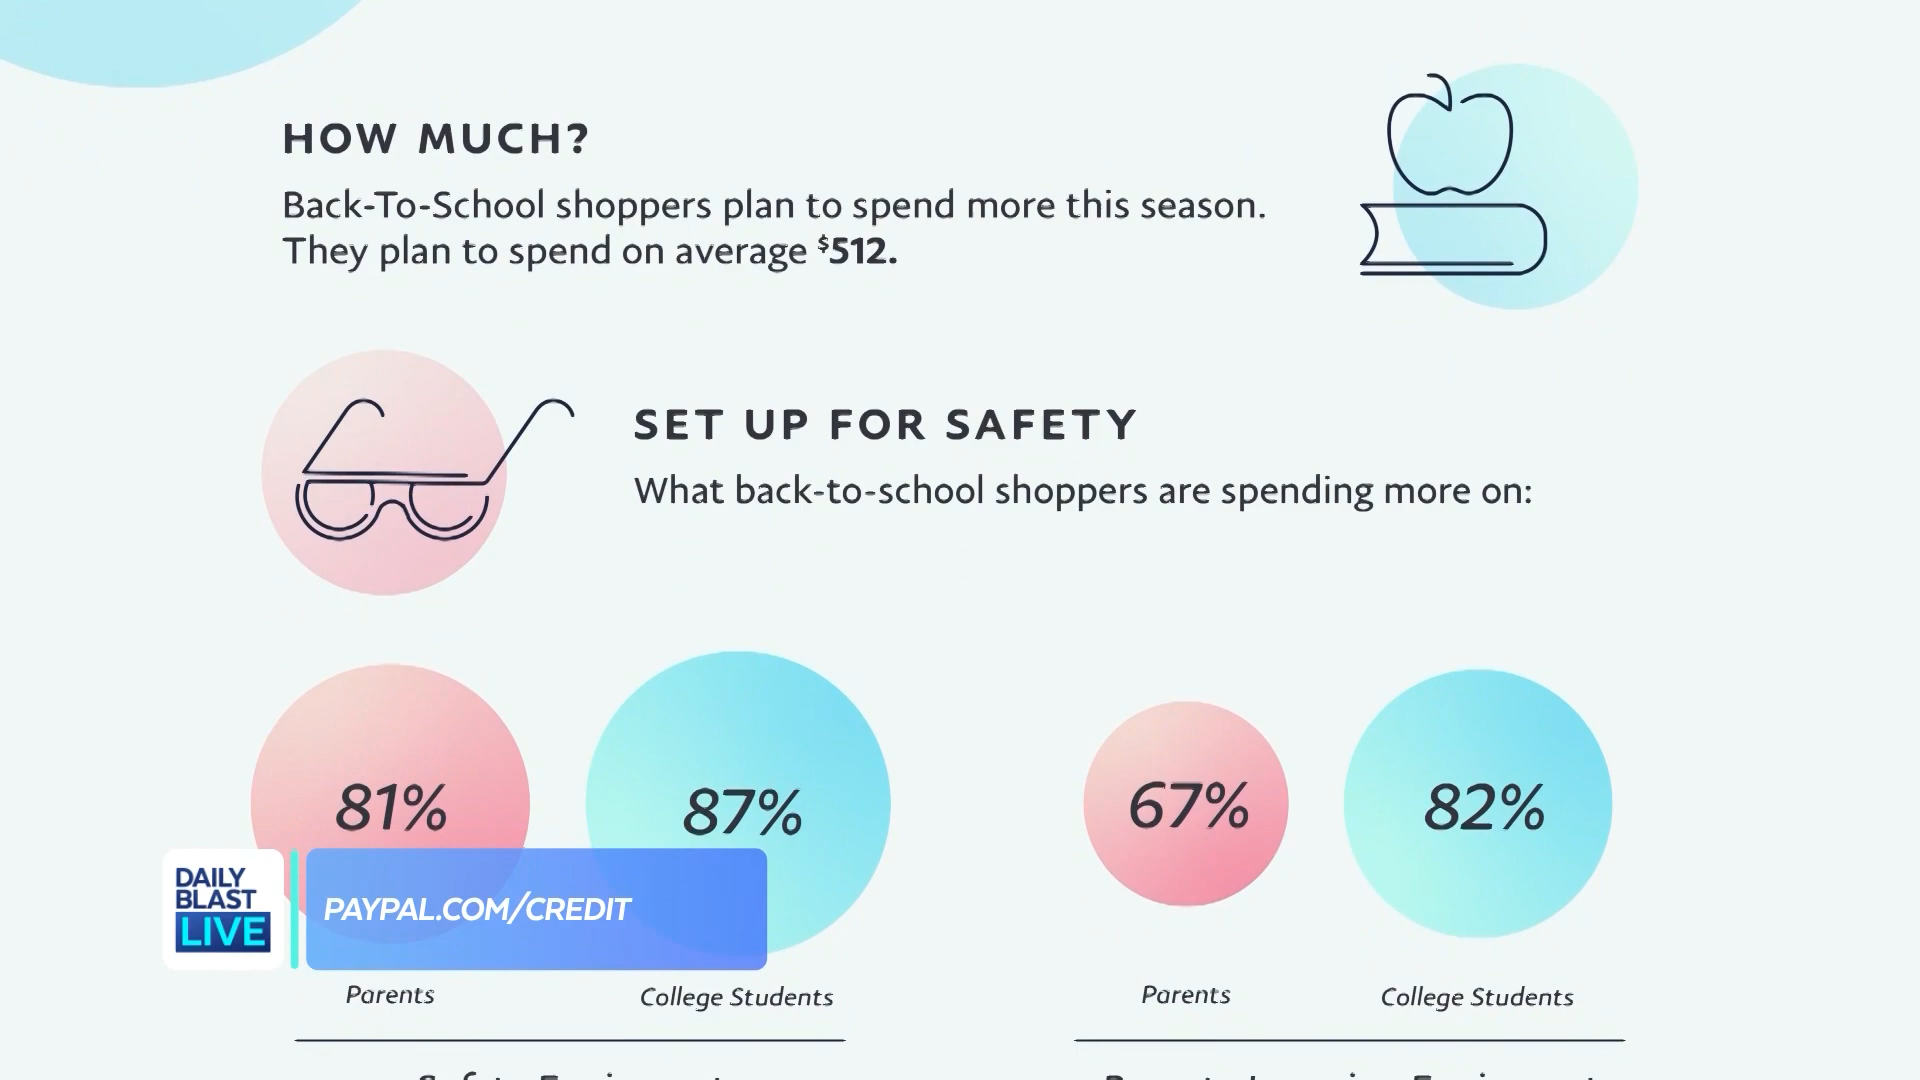 HOW MUCH?
Back-To-School shoppers plan to spend more this season.
They plan to spend on average $512.
SET UP FOR SAFETY
What back-to-school shoppers are spending more on:
81%
87%
67%
82%
DAILY
BLAST
LIVE
PAYPAL.COM/CREDIT
Parents
College Students
Parents
College Students